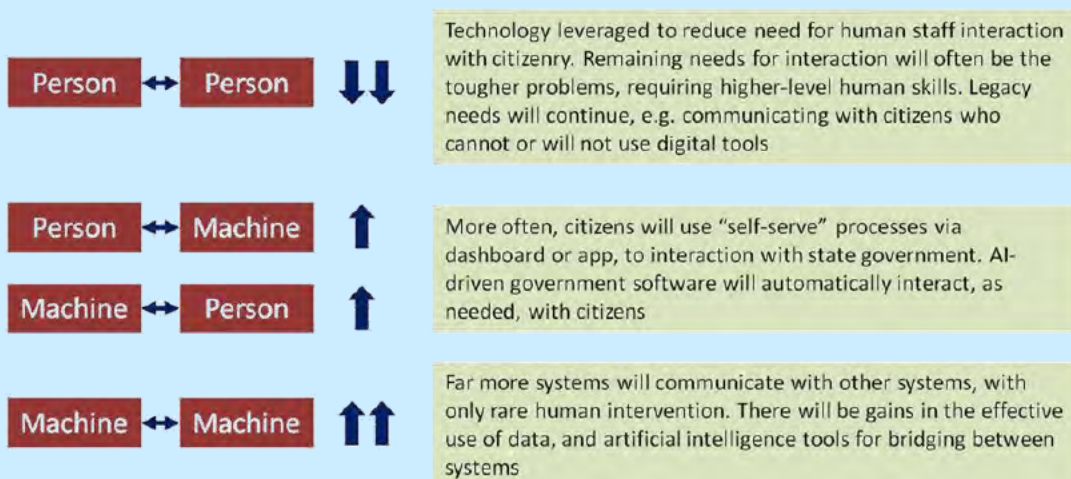 Person Person
Technology leveraged to reduce need for human staff interaction
with citizenry. Remaining needs for interaction will often be the
tougher problems, requiring higher-level human skills. Legacy
needs will continue, e.g. communicating with citizens who
cannot or will not use digital tools
Person Machine
Machine Person
More often, citizens will use “self-serve” processes via
dashboard or app, to interaction with state government. AI-
driven government software will automatically interact, as
needed, with citizens
Machine Machine
Far more systems will communicate with other systems, with
only rare human intervention. There will be gains in the effective
use of data, and artificial intelligence tools for bridging between
systems